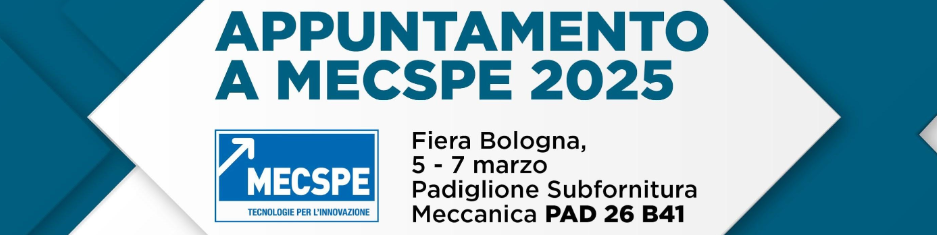 APPUNTAMENTO
A MECSPE 2025
MECSPE
TECNOLOGIE PER L'INNOVAZIONE
Fiera Bologna,
5 - 7 marzo
Padiglione Subfornitura
Meccanica PAD 26 B41